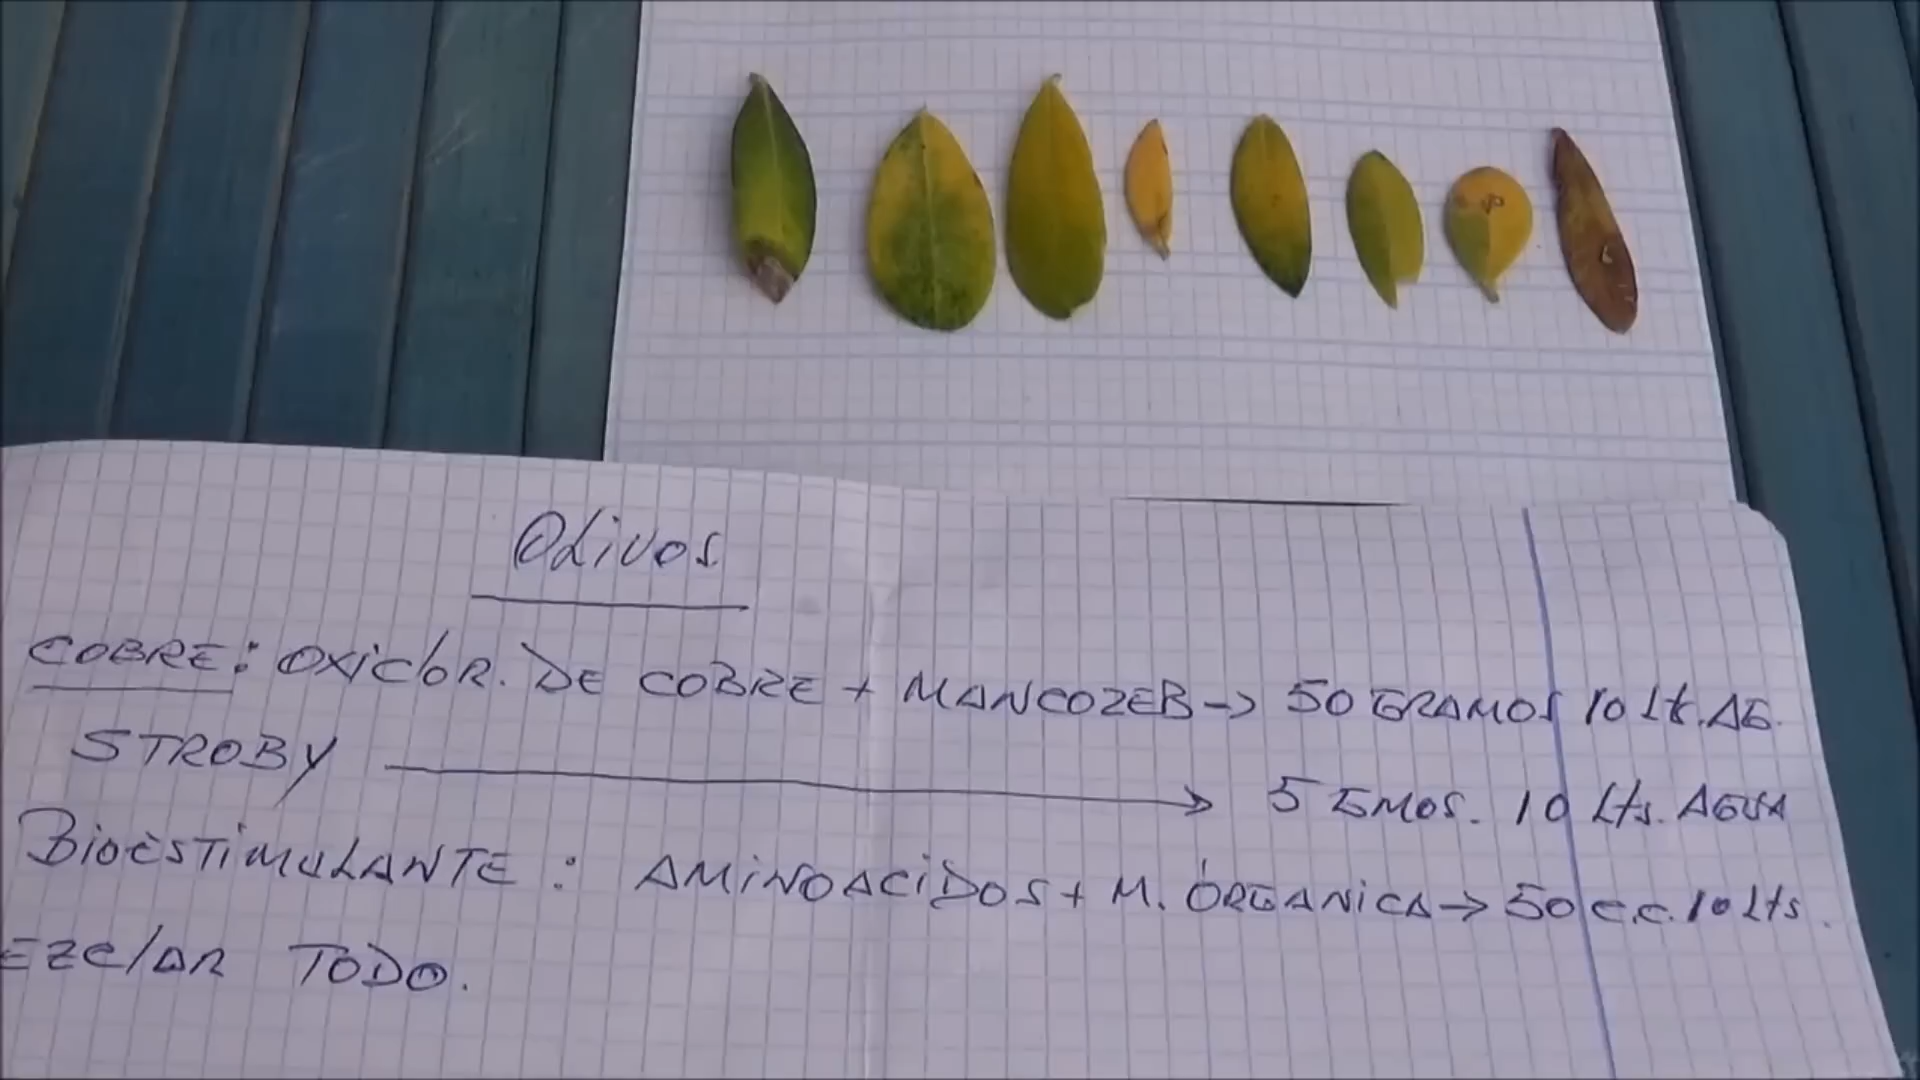 Olivos
COBRE: OXiclOR. DE COBRE + MANCOZEB -> 50 GRAMOS 10 Lt. AG.
STROBY -> 5 GMOS. 10 Lts. AGUA
BiOESTiMULANTE: AMiNOACiDOS + M. ORGANiCA -> 50 c.c. 10 Lts.
EZClAR TODO.